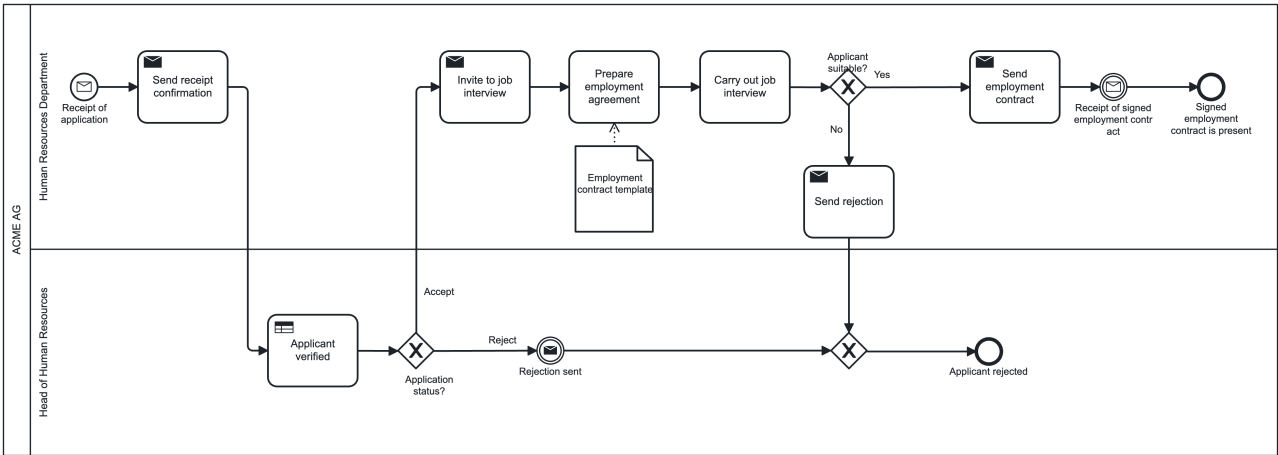 ACME AG
Human Resources Department
Receipt of
application
Send receipt
confirmation
Invite to job
interview
Prepare
employment
agreement
Employment
contract template
Carry out job
interview
Applicant
suitable?
Yes
No
Send
employment
contract
Receipt of signed
employment contr
act
Signed
employment
contract is present
Send rejection
Head of Human Resources
Applicant
verified
Accept
Application
status?
Reject
Rejection sent
Applicant rejected